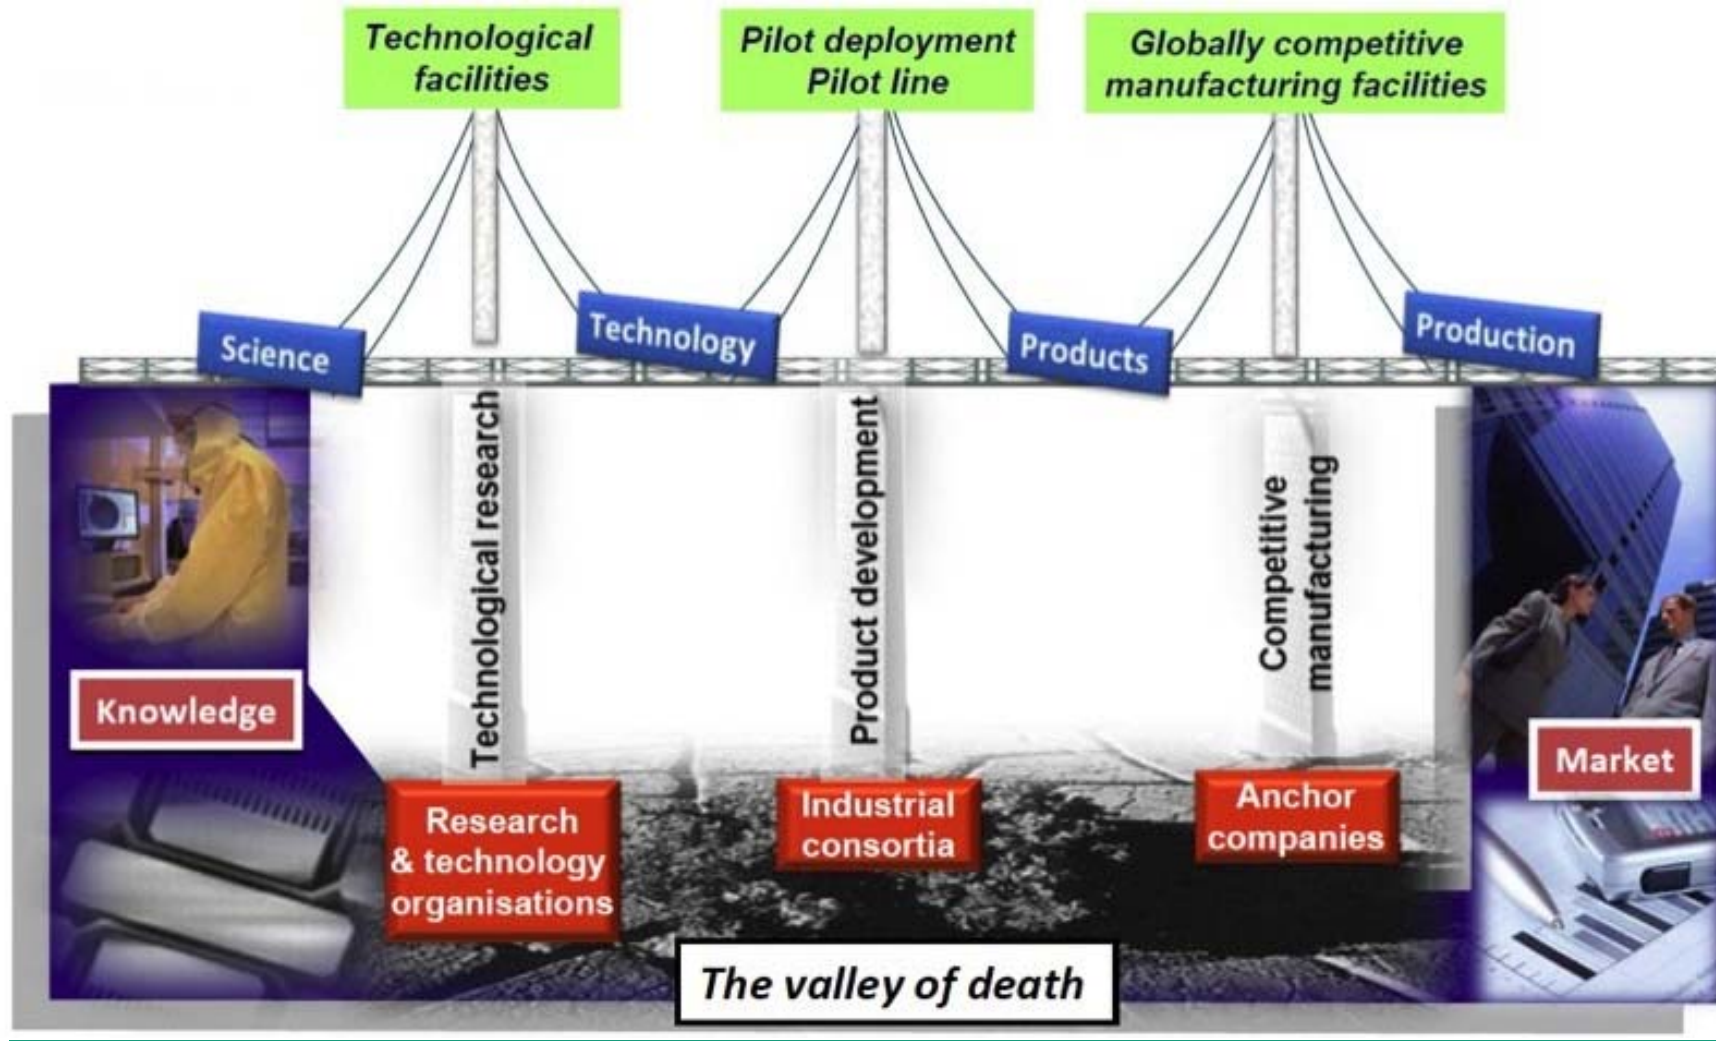 Technological
facilities
Pilot deployment
Pilot line
Globally competitive
manufacturing facilities
Science
Technology
Products
Production
Technological research
Product development
Competitive
manufacturing
Knowledge
Market
Research
& technology
organisations
Industrial
consortia
Anchor
companies
The valley of death